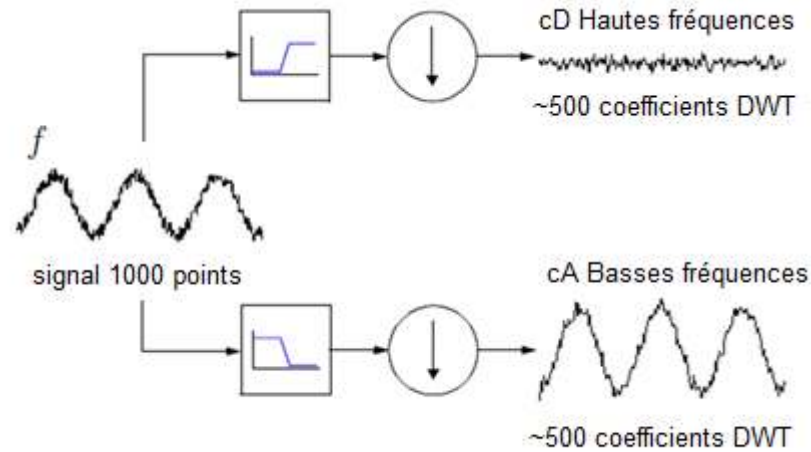 cD Hautes fréquences
~500 coefficients DWT
f
signal 1000 points
cA Basses fréquences
~500 coefficients DWT